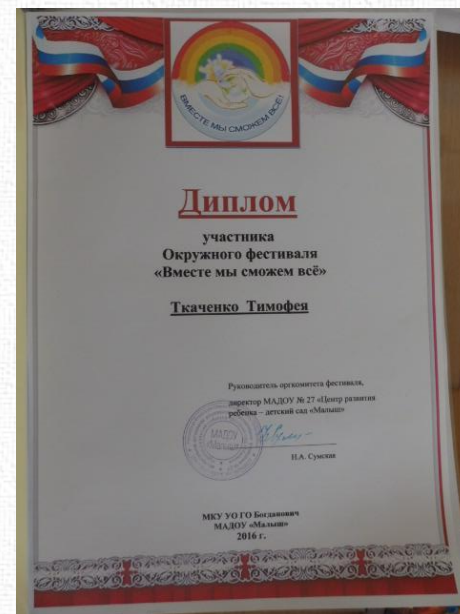 ВМЕСТЕ МЫ СМОЖЕМ ВСЁ!
Диплом
участника
Окружного фестиваля
«Вместе мы сможем всё»
Ткаченко Тимофея
Руководитель оргкомитета фестиваля,
директор МАДОУ № 27 «Центр развития
ребенка – детский сад «Малыш»
МАДОУ
Н.А. Сумская
МКУ УО ГО Богданович
МАДОУ «Малыш»
2016 г.